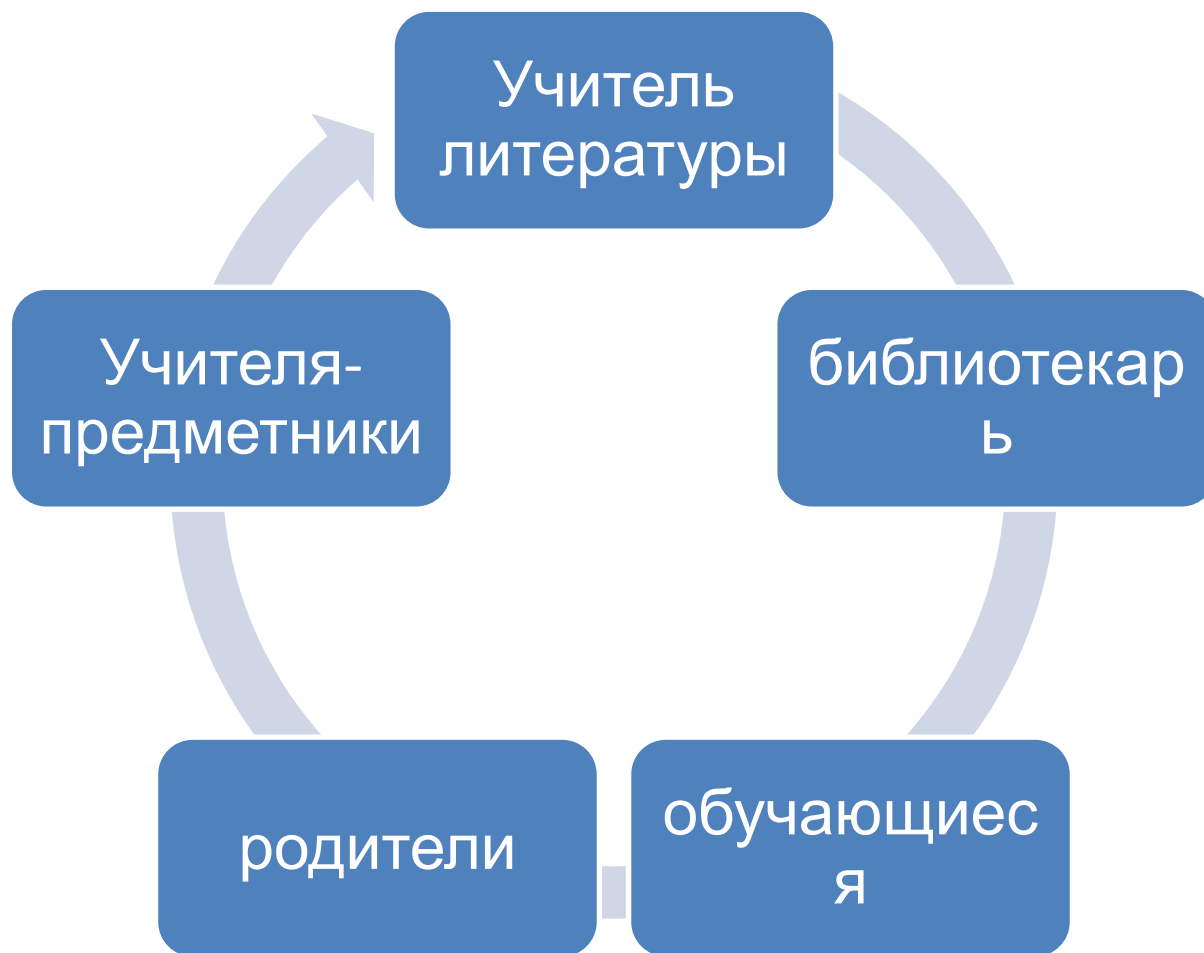 Учитель
литературы
Учителя-
предметники
библиотекар
ь
родители
обучающиес
я